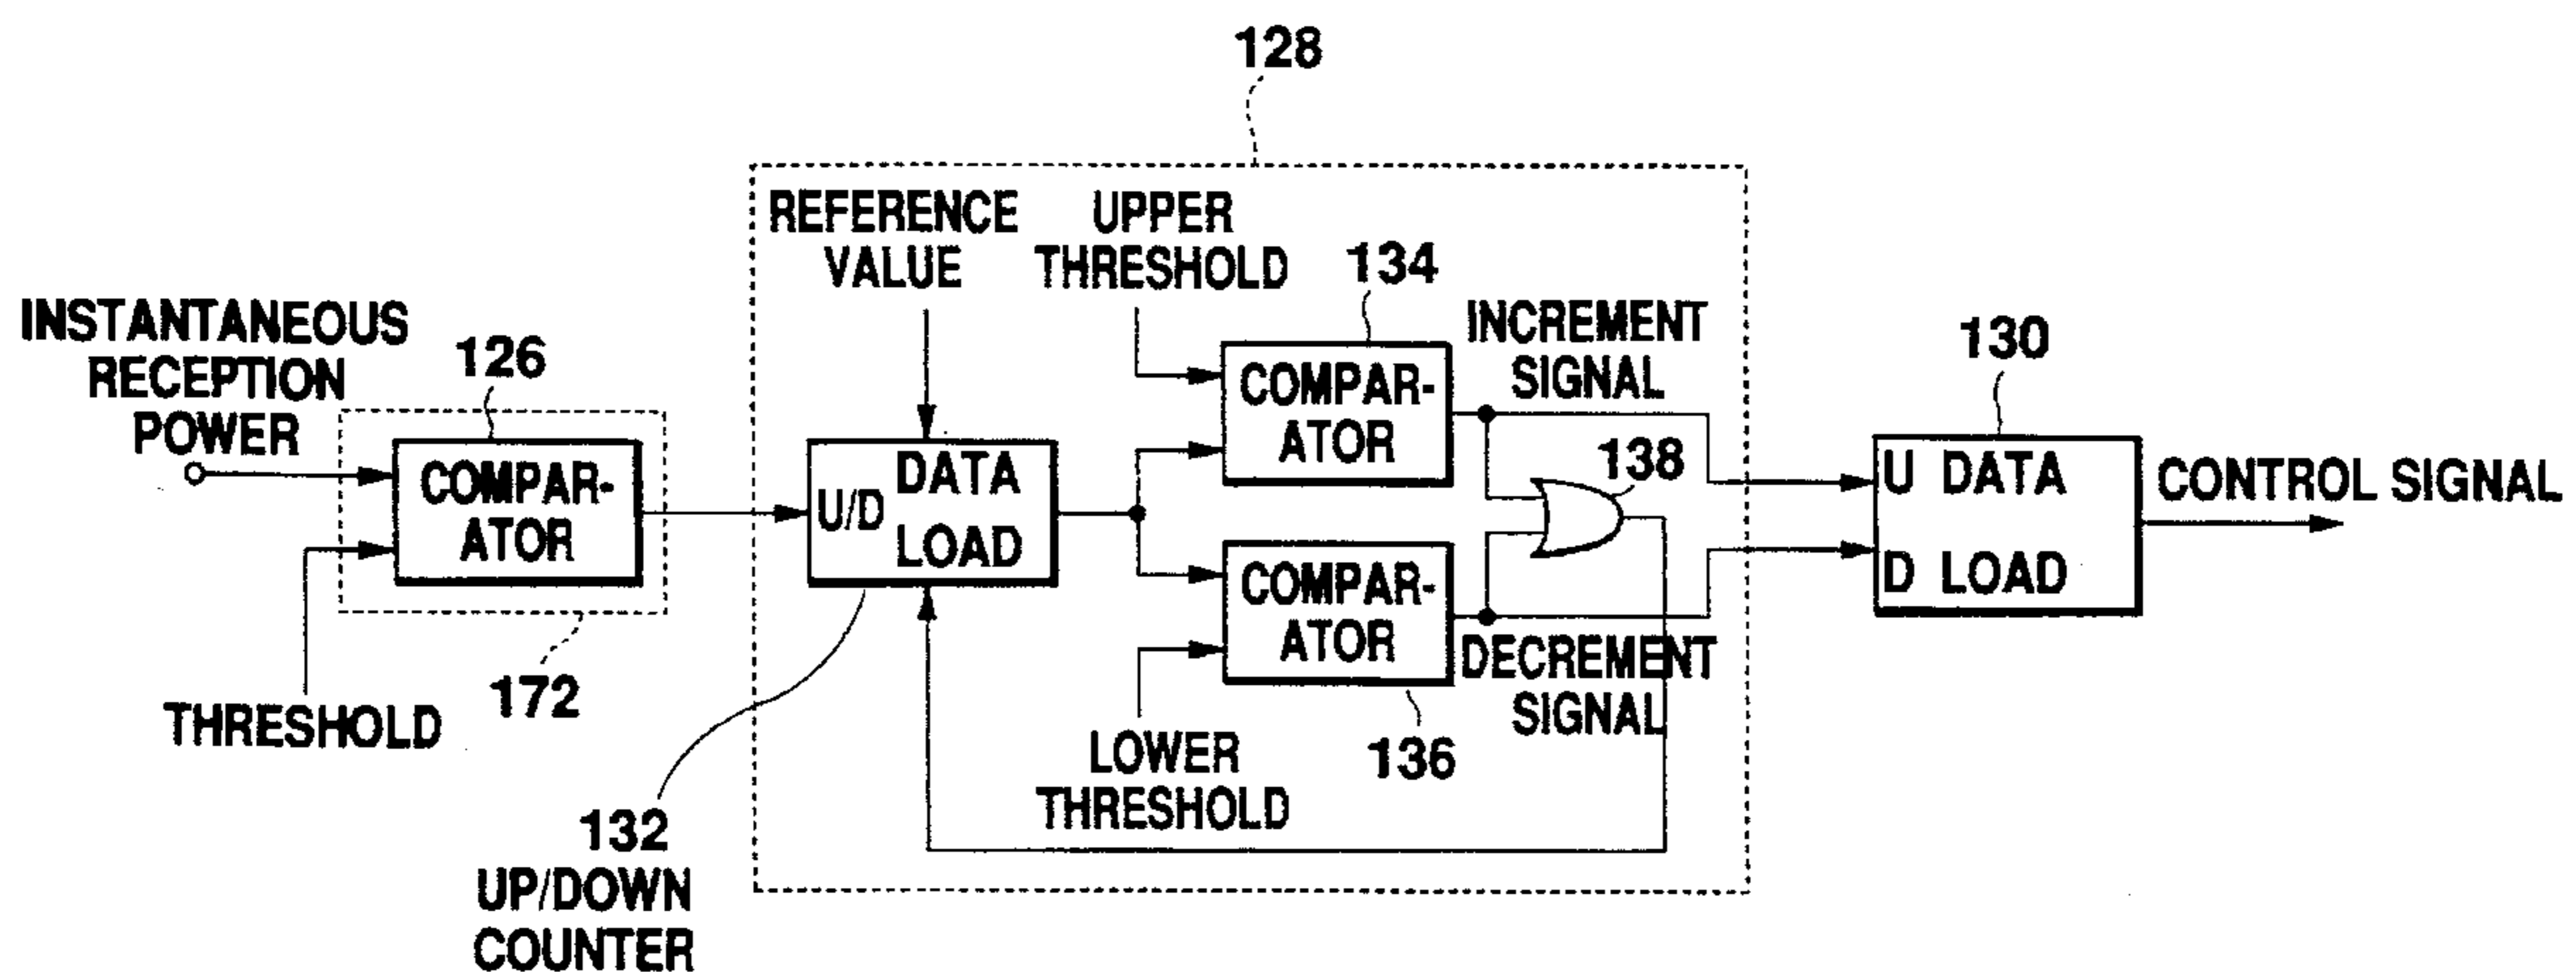 128
REFERENCE
VALUE
UPPER
THRESHOLD
134
INSTANTANEOUS
RECEPTION
POWER
126
COMPAR-
ATOR
THRESHOLD
172
U/D
DATA
LOAD
132
UP/DOWN
COUNTER
COMPAR-
ATOR
INCREMENT
SIGNAL
138
COMPAR-
ATOR
DECREMENT
SIGNAL
136
LOWER
THRESHOLD
130
U DATA
D LOAD
CONTROL SIGNAL